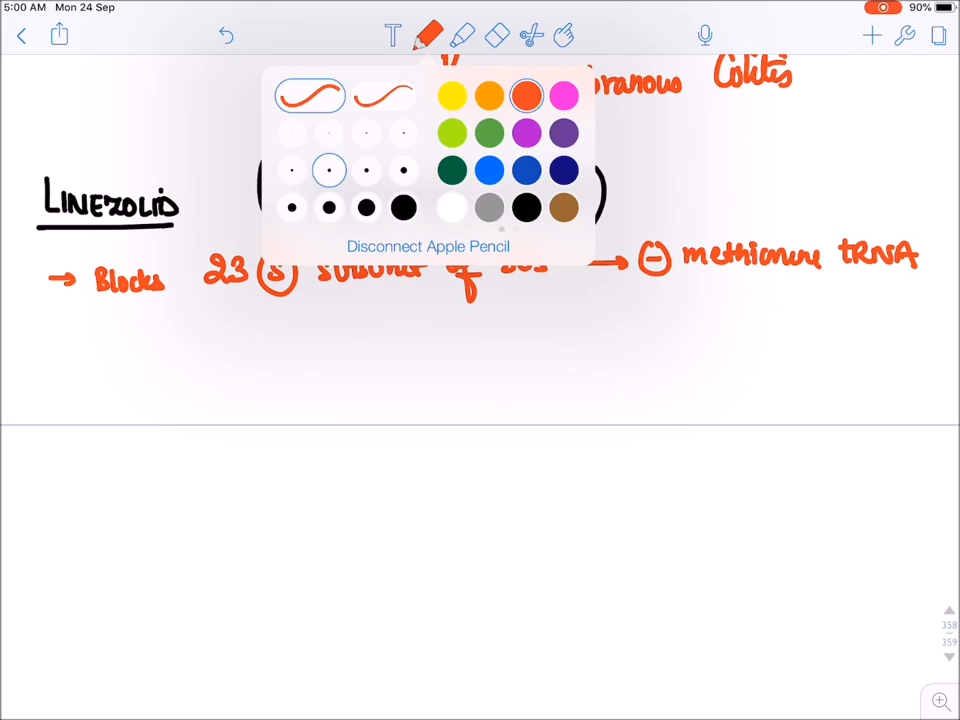 5:00 AM Mon 24 Sep 90%
Colitis
LINEZOLID
Disconnect Apple Pencil
→ Blocks 23 (S) subunit of 50s → (-) methionine tRNA
358
359